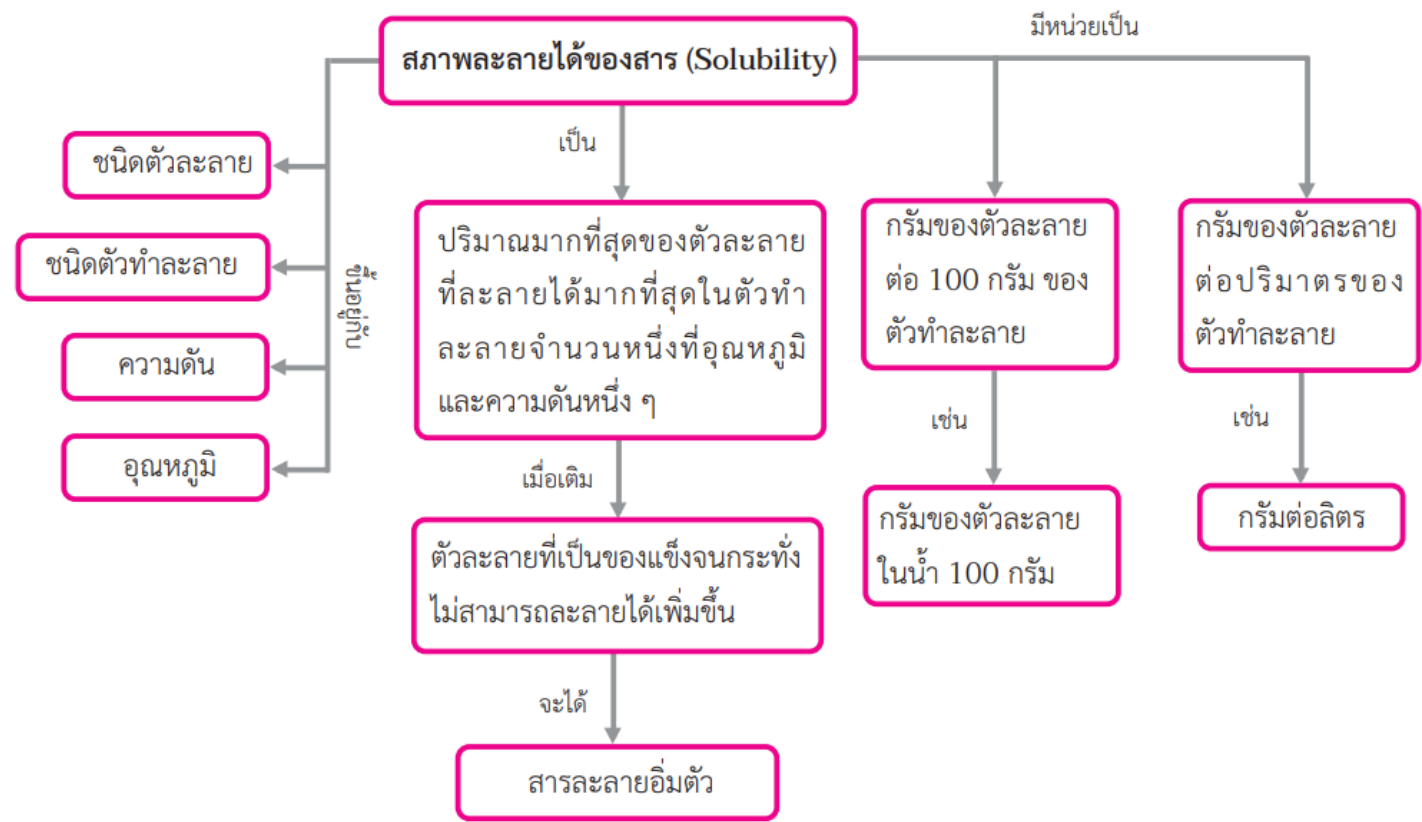 สภาพละลายได้ของสาร (Solubility)
มีหน่วยเป็น
เป็น
ขึ้นอยู่กับ
ชนิดตัวละลาย
ชนิดตัวทำละลาย
ความดัน
อุณหภูมิ
ปริมาณมากที่สุดของตัวละลาย
ที่ละลายได้มากที่สุดในตัวทำ
ละลายจำนวนหนึ่งที่อุณหภูมิ
และความดันหนึ่ง ๆ
เมื่อเติม
ตัวละลายที่เป็นของแข็งจนกระทั่ง
ไม่สามารถละลายได้เพิ่มขึ้น
จะได้
สารละลายอิ่มตัว
กรัมของตัวละลาย
ต่อ 100 กรัม ของ
ตัวทำละลาย
เช่น
กรัมของตัวละลาย
ในน้ำ 100 กรัม
กรัมของตัวละลาย
ต่อปริมาตรของ
ตัวทำละลาย
เช่น
กรัมต่อลิตร